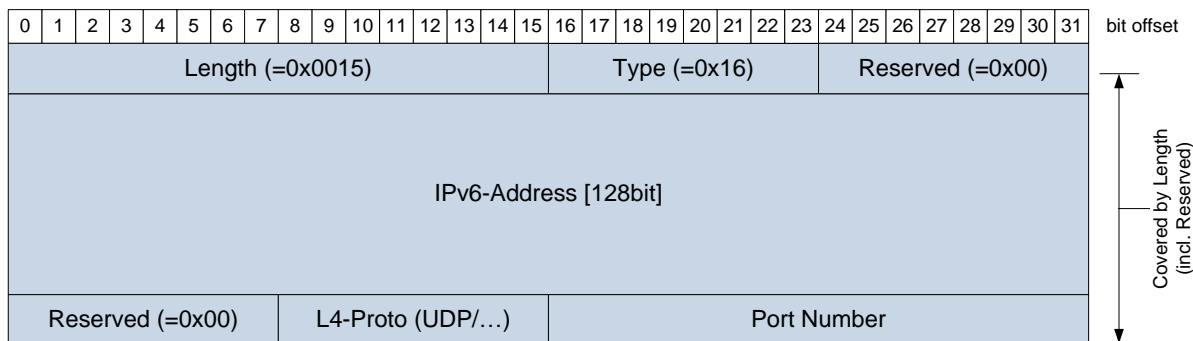 0 1 2 3 4 5 6 7 8 9 10 11 12 13 14 15 16 17 18 19 20 21 22 23 24 25 26 27 28 29 30 31 bit offset
Length (=0x0015) Type (=0x16) Reserved (=0x00)
IPv6-Address [128bit]
Reserved (=0x00) L4-Proto (UDP/…) Port Number
Covered by Length
(incl. Reserved)